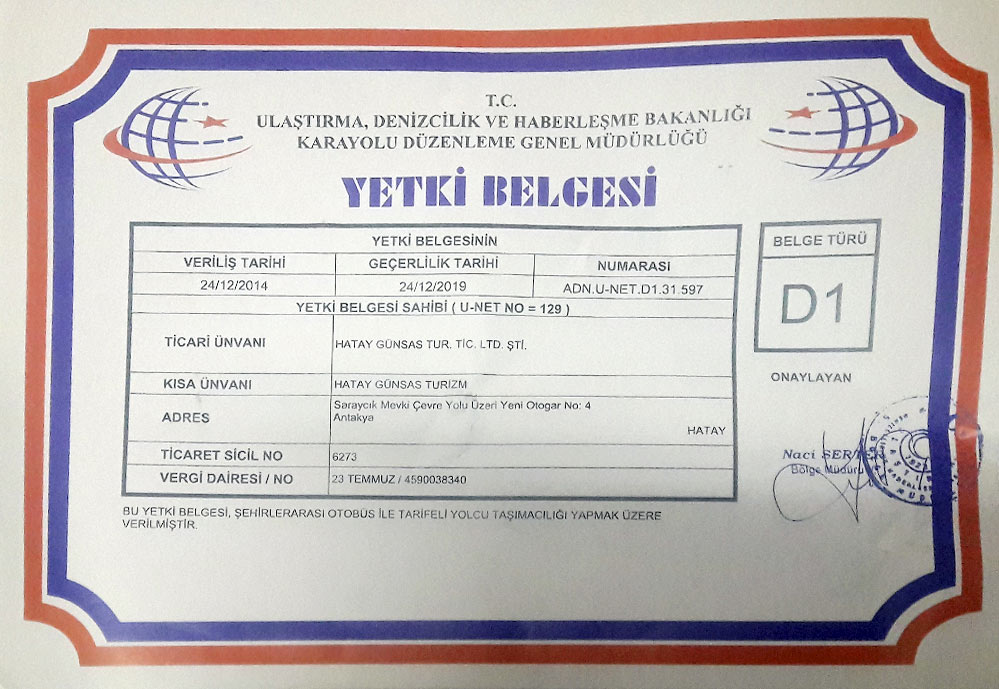 T.C.
ULAŞTIRMA, DENİZCİLİK VE HABERLEŞME BAKANLIĞI
KARAYOLU DÜZENLEME GENEL MÜDÜRLÜĞÜ
YETKİ BELGESİ
YETKİ BELGESİNİN
VERİLİŞ TARİHİ GEÇERLİLİK TARİHİ NUMARASI
24/12/2014 24/12/2019 ADN.U-NET.D1.31.597
YETKİ BELGESİ SAHİBİ ( U-NET NO = 129 )
TİCARİ ÜNVANI HATAY GÜNSAS TUR. TİC. LTD. ŞTİ.
KISA ÜNVANI HATAY GÜNSAS TURİZM
ADRES Saraycık Mevki Çevre Yolu Üzeri Yeni Otogar No: 4
Antakya
HATAY
TİCARET SİCİL NO 6273
VERGİ DAİRESİ / NO 23 TEMMUZ / 4590038340
BU YETKİ BELGESİ, ŞEHİRLERARASI OTOBÜS İLE TARİFELİ YOLCU TAŞIMACILIĞI YAPMAK ÜZERE
VERİLMİŞTİR.
BELGE TÜRÜ
D1
ONAYLAYAN
Naci
Bölge Müdürü